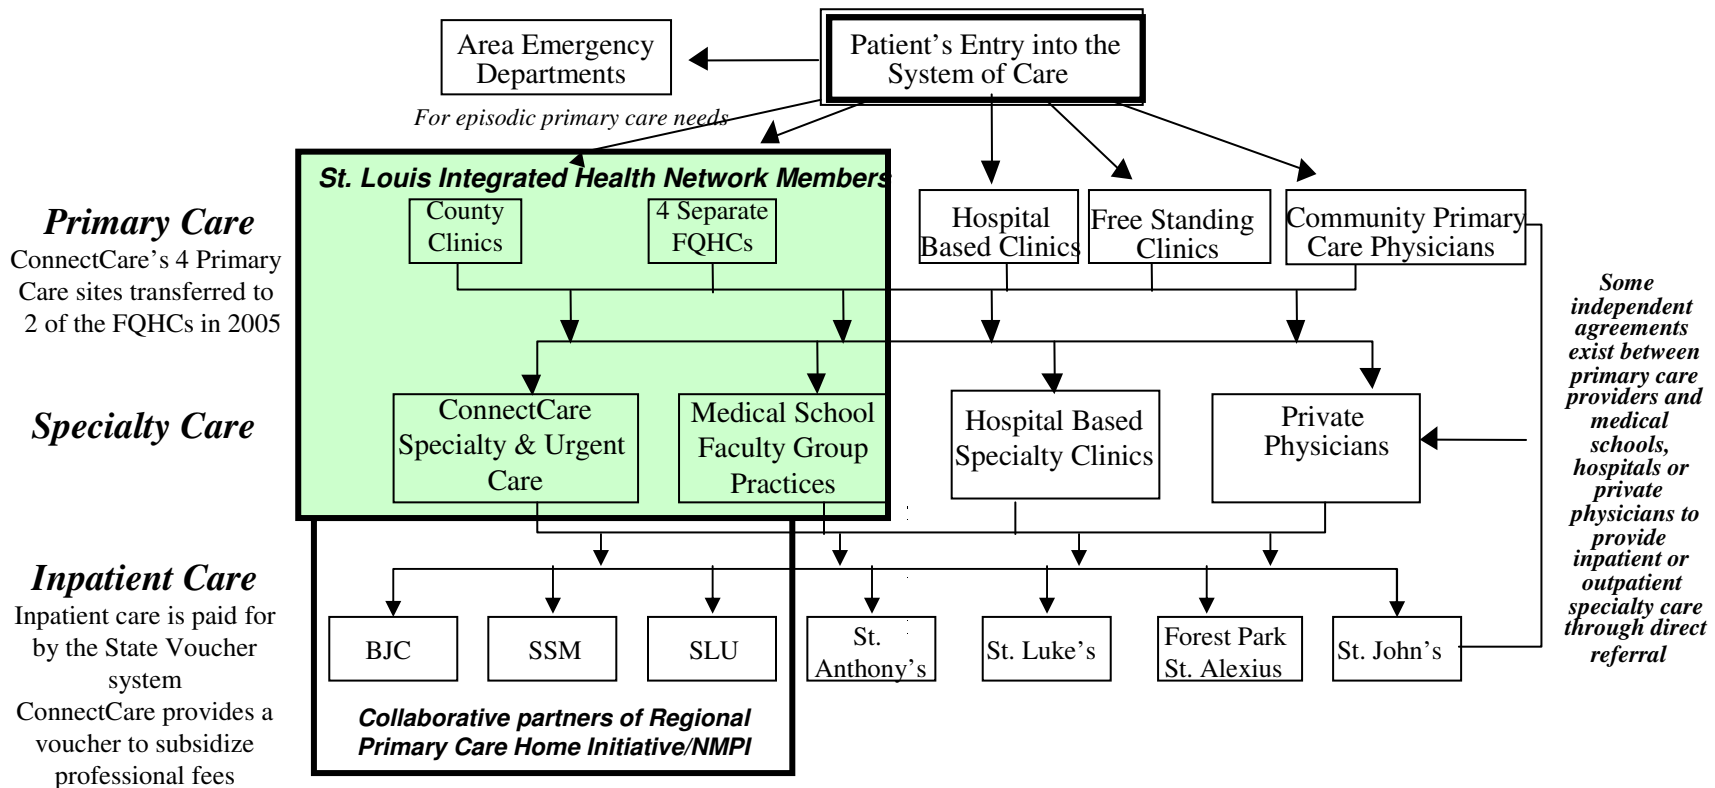 Area Emergency
Departments
Patient’s Entry into the
System of Care
For episodic primary care needs
St. Louis Integrated Health Network Members
Primary Care
ConnectCare’s 4 Primary
Care sites transferred to
2 of the FQHCs in 2005
County
Clinics
4 Separate
FQHCs
Hospital
Based Clinics
Free Standing
Clinics
Community Primary
Care Physicians
Specialty Care
ConnectCare
Specialty & Urgent
Care
Medical School
Faculty Group
Practices
Hospital Based
Specialty Clinics
Private
Physicians
Some
independent
agreements
exist between
primary care
providers and
medical
schools,
hospitals or
private
physicians to
provide
inpatient or
outpatient
specialty care
through direct
referral
Inpatient Care
Inpatient care is paid for
by the State Voucher
system
ConnectCare provides a
voucher to subsidize
professional fees
BJC
SSM
SLU
St.
Anthony’s
St. Luke’s
Forest Park
St. Alexius
St. John’s
Collaborative partners of Regional
Primary Care Home Initiative/NMPI